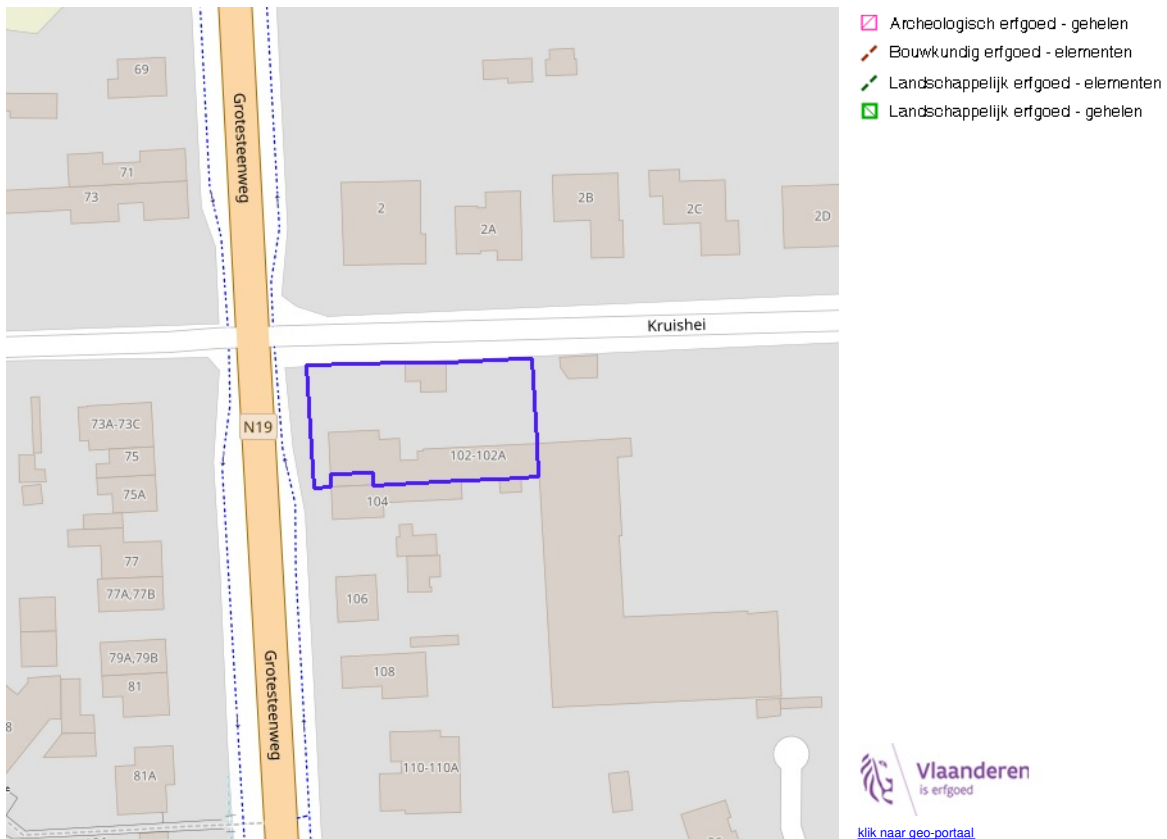 69
Grotesteenweg
71
73
2
2A
2B
2C
2D
Kruishei
N19
73A-73C
75
75A
102-102A
104
77
77A,77B
106
79A,79B
81
108
Grotesteenweg
8
81A
110-110A
Archeologisch erfgoed - gehelen
Bouwkundig erfgoed - elementen
Landschappelijk erfgoed - elementen
Landschappelijk erfgoed - gehelen
Vlaanderen
is erfgoed
klik naar geo-portaal